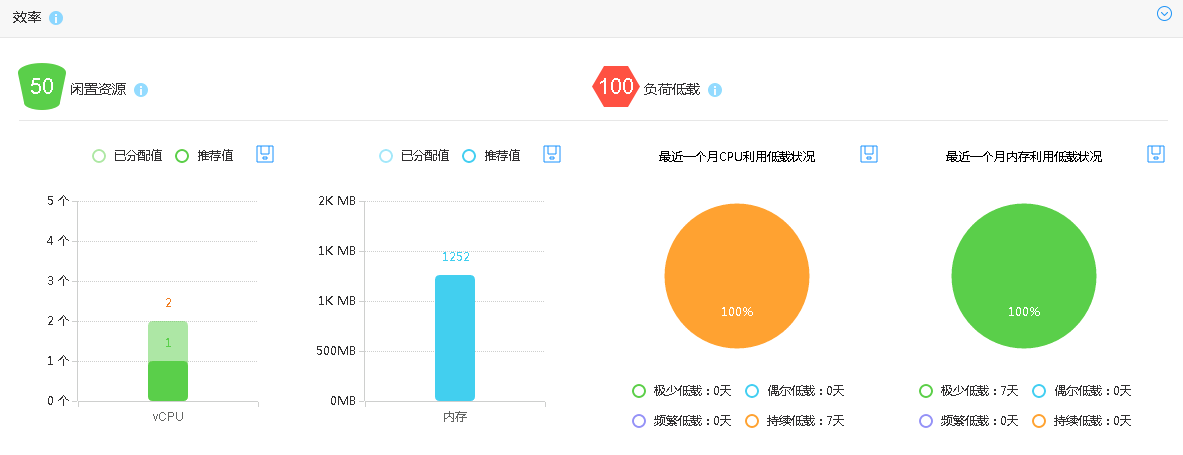 效率
50 闲置资源
100 负荷低载
已分配值 推荐值
5 个
4 个
3 个
2 个
1 个
0 个
2
1
vCPU
已分配值 推荐值
2K MB
1K MB
1K MB
500MB
0MB
1252
内存
最近一个月CPU利用低载状况
100%
极少低载：0天 偶尔低载：0天
频繁低载：0天 持续低载：7天
最近一个月内存利用低载状况
100%
极少低载：7天 偶尔低载：0天
频繁低载：0天 持续低载：0天